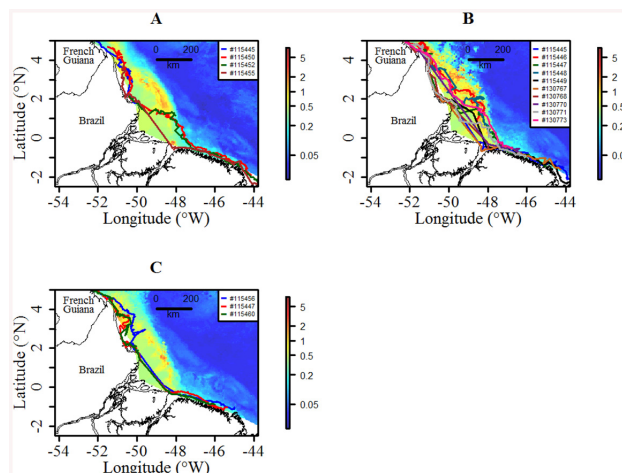 A
French
Guiana
0 200
km
#115445
#115450
#115452
#115455
Brazil
Latitude (°N)
4
2
0
-2
-54 -52 -50 -48 -46 -44
Longitude (°W)
5
2
1
0.5
0.2
0.05
B
French
Guiana
0 200
km
#115445
#115446
#115447
#115448
#115449
#130767
#130768
#130770
#130771
#130773
Brazil
Latitude (°N)
4
2
0
-2
-54 -52 -50 -48 -46 -44
Longitude (°W)
5
2
1
0.5
0.2
0.05
C
French
Guiana
0 200
km
#115456
#115447
#115460
Brazil
Latitude (°N)
4
2
0
-2
-54 -52 -50 -48 -46 -44
Longitude (°W)
5
2
1
0.5
0.2
0.05